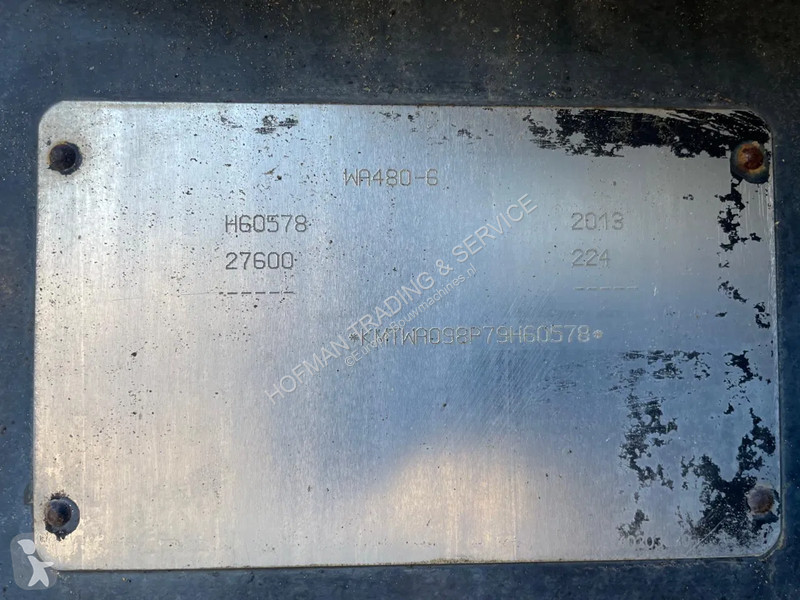 WA480-6
H60578 2013
27600 224
----- -----
*KMTWA098P79H60578*
HOFMAN TRADING & SERVICE